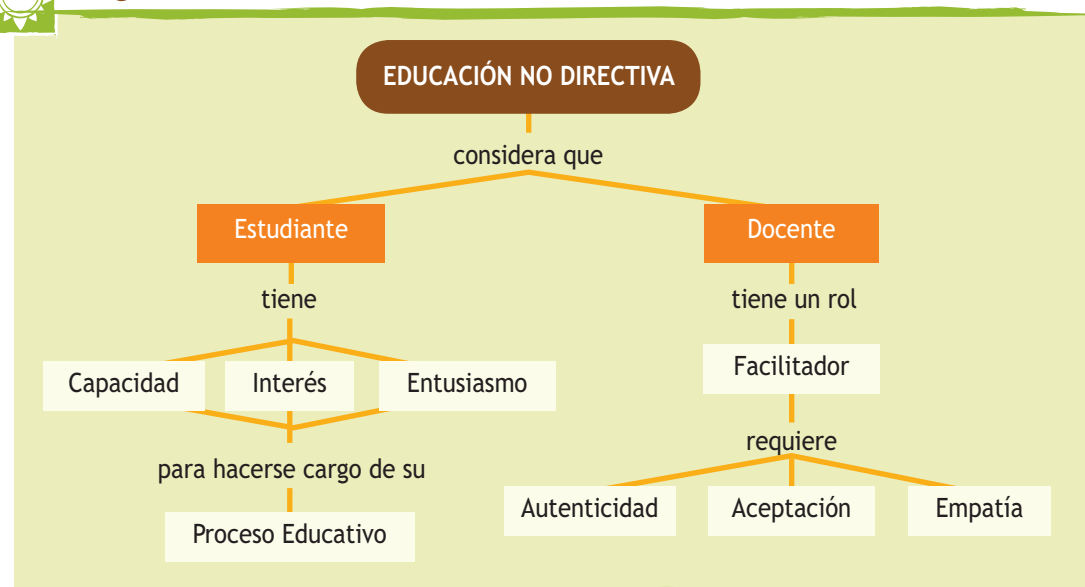 EDUCACIÓN NO DIRECTIVA
considera que
Estudiante
Docente
tiene
tiene un rol
Capacidad
Interés
Entusiasmo
Facilitador
para hacerse cargo de su
requiere
Proceso Educativo
Autenticidad
Aceptación
Empatía